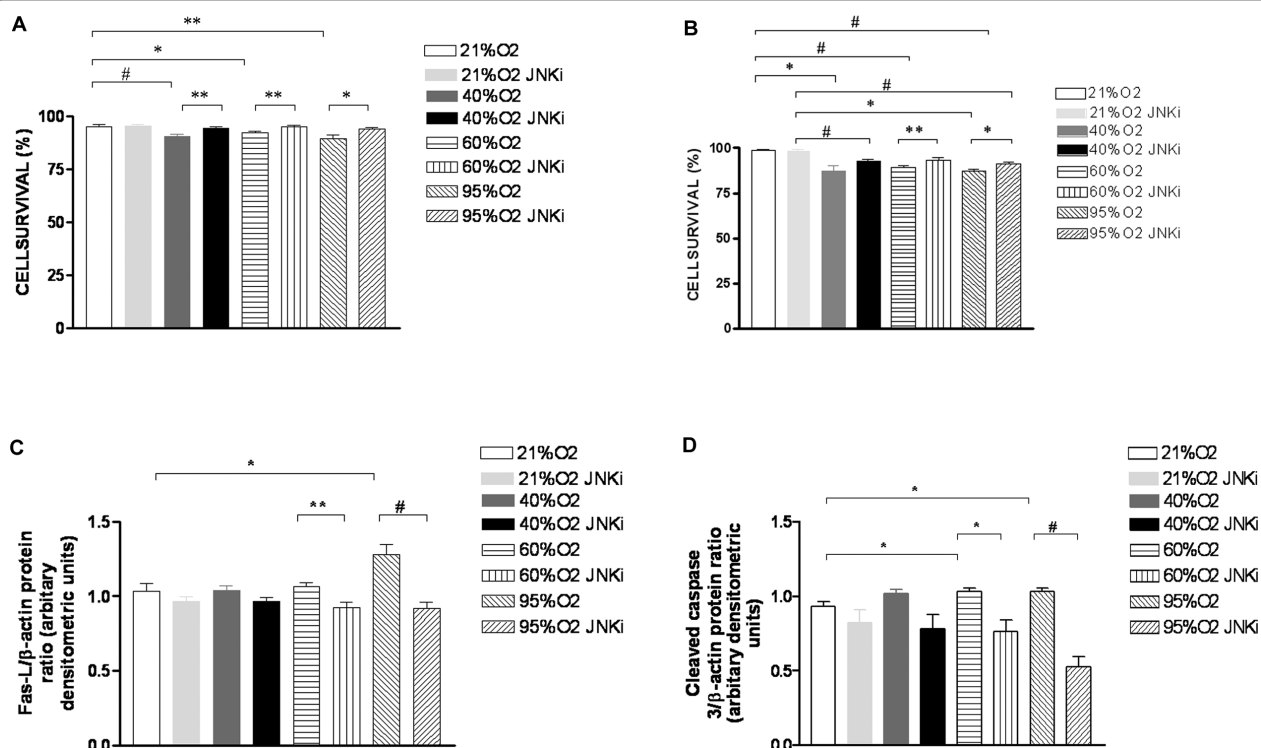 A
**
*
#
** ** *
CELLSURVIVAL (%)
100
75
50
25
0
21%O2
21%O2 JNKi
40%O2
40%O2 JNKi
60%O2
60%O2 JNKi
95%O2
95%O2 JNKi
B
#
#
*
#
*
# ** *
CELLSURVIVAL (%)
100
75
50
25
0
21%O2
21%O2 JNKi
40%O2
40%O2 JNKi
60%O2
60%O2 JNKi
95%O2
95%O2 JNKi
C
*
** #
Fas-L/β-actin protein
ratio (arbitary
densitometric units)
1.5
1.0
0.5
0.0
21%O2
21%O2 JNKi
40%O2
40%O2 JNKi
60%O2
60%O2 JNKi
95%O2
95%O2 JNKi
D
*
* #
*
Cleaved caspase
3/β-actin protein ratio
(arbitary densitometric
units)
1.5
1.0
0.5
0.0
21%O2
21%O2 JNKi
40%O2
40%O2 JNKi
60%O2
60%O2 JNKi
95%O2
95%O2 JNKi